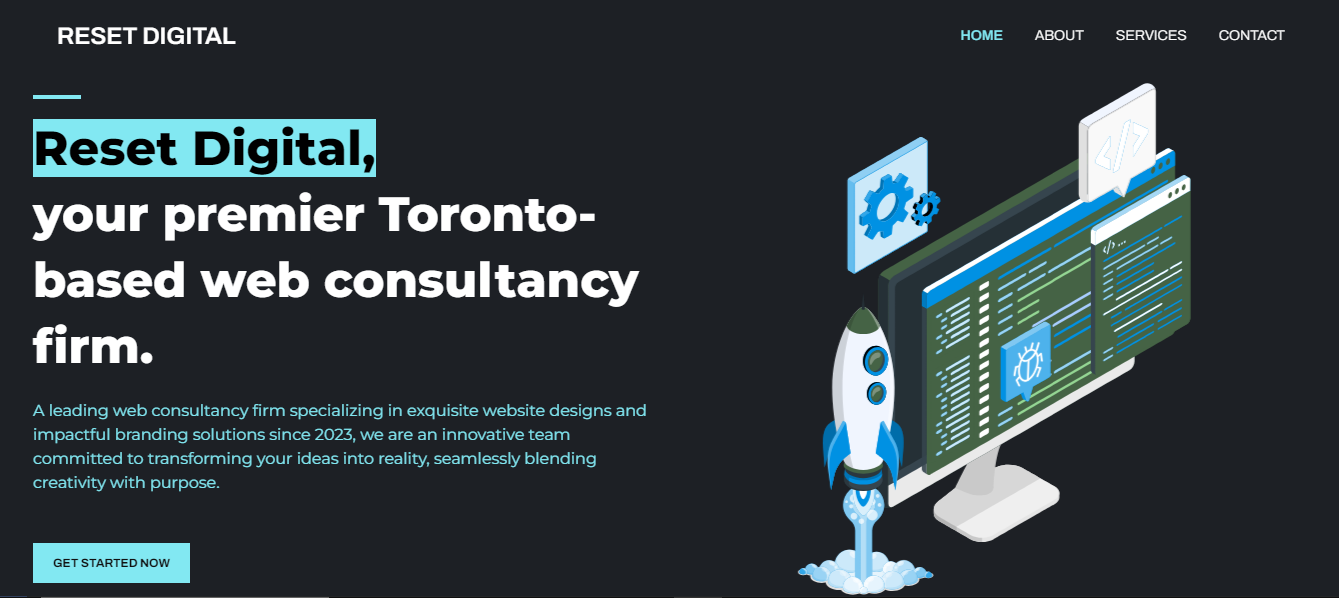 RESET DIGITAL
HOME ABOUT SERVICES CONTACT
Reset Digital,
your premier Toronto-
based web consultancy
firm.
A leading web consultancy firm specializing in exquisite website designs and
impactful branding solutions since 2023, we are an innovative team
committed to transforming your ideas into reality, seamlessly blending
creativity with purpose.
GET STARTED NOW
</>
</>...